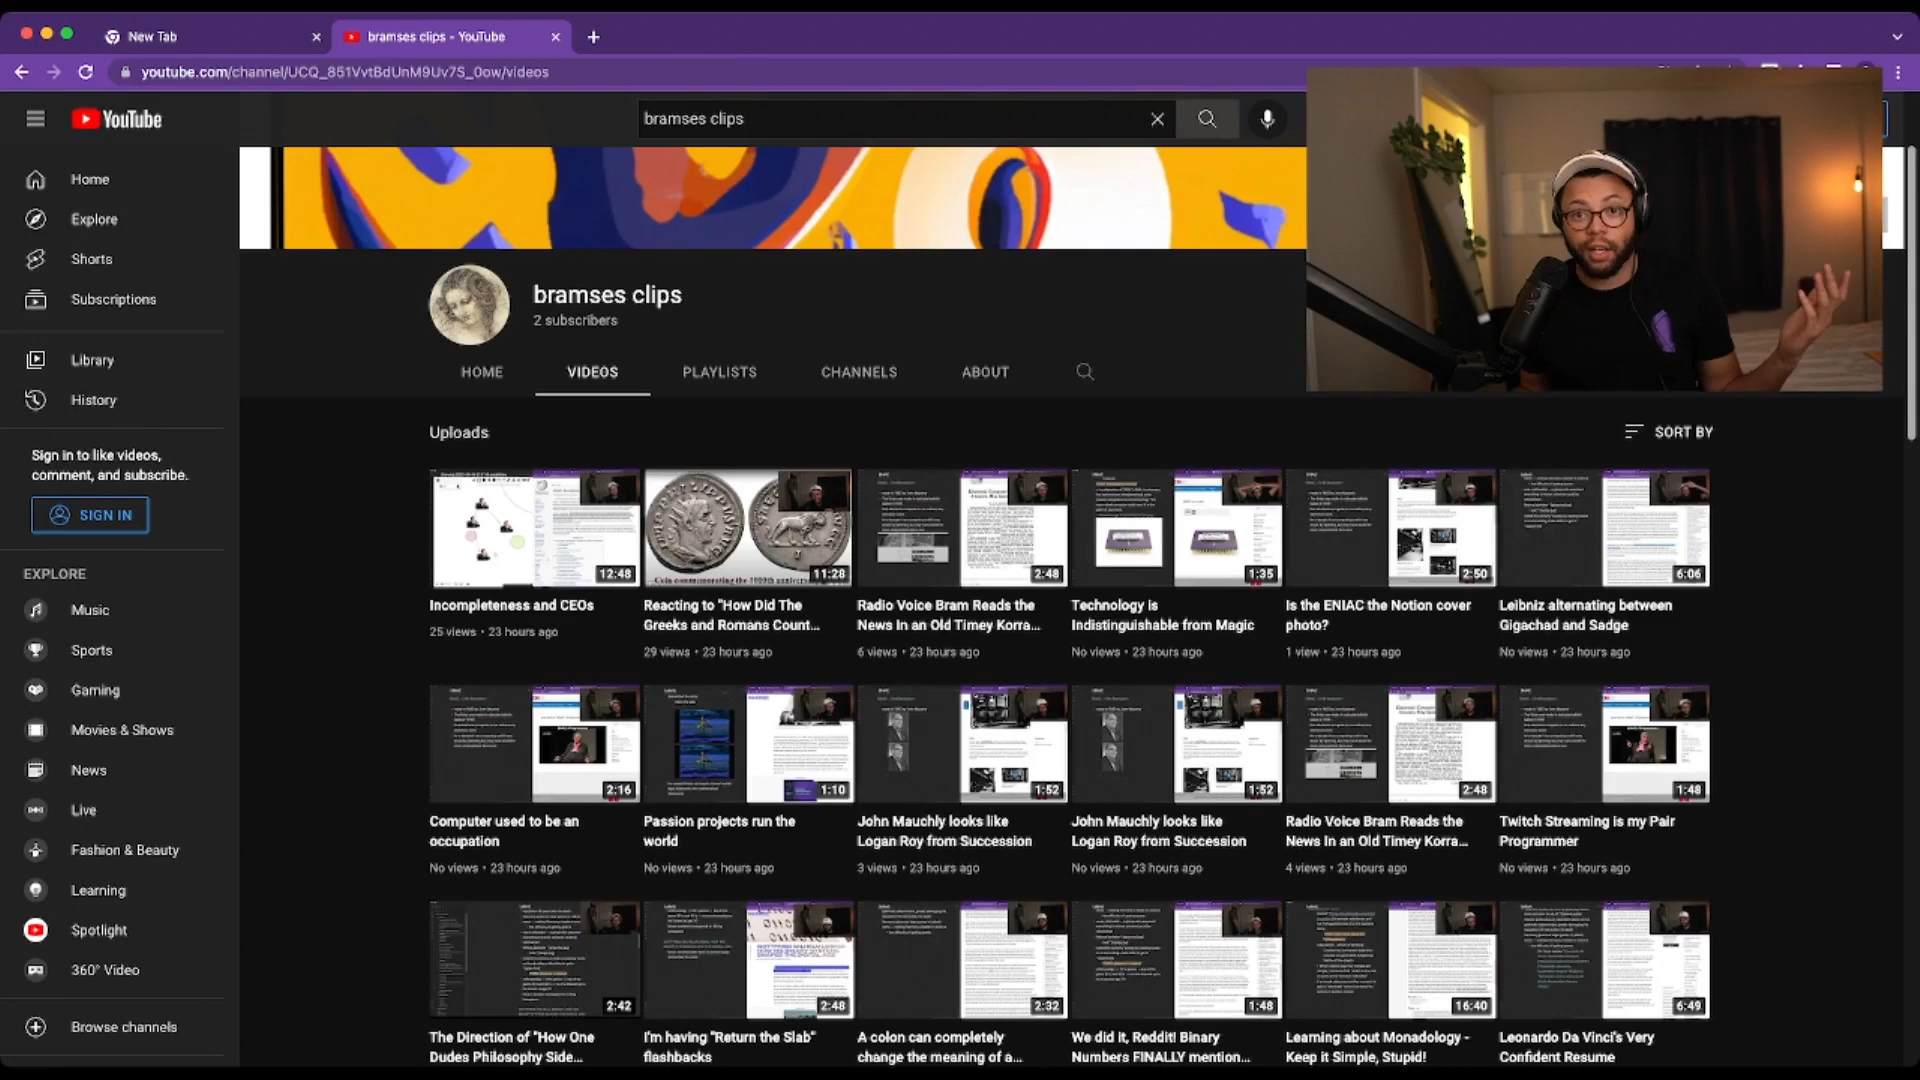 New Tab
bramses clips - YouTube
youtube.com/channel/UCQ_851VvtBdUnM9Uv7S_0ow/videos
YouTube
bramses clips
Home
Explore
Shorts
Subscriptions
Library
History
Sign in to like videos,
comment, and subscribe.
SIGN IN
EXPLORE
Music
Sports
Gaming
Movies & Shows
News
Live
Fashion & Beauty
Learning
Spotlight
360° Video
Browse channels
bramses clips
2 subscribers
HOME
VIDEOS
PLAYLISTS
CHANNELS
ABOUT
Uploads
SORT BY
12:48
11:28
2:48
1:35
2:50
6:06
Incompleteness and CEOs
25 views • 23 hours ago
Reacting to "How Did The
Greeks and Romans Count...
29 views • 23 hours ago
Radio Voice Bram Reads the
News In an Old Timey Korra...
6 views • 23 hours ago
Technology is
Indistinguishable from Magic
No views • 23 hours ago
Is the ENIAC the Notion cover
photo?
1 view • 23 hours ago
Leibniz alternating between
Gigachad and Sadge
No views • 23 hours ago
2:16
1:10
1:52
1:52
2:48
1:48
Computer used to be an
occupation
No views • 23 hours ago
Passion projects run the
world
No views • 23 hours ago
John Mauchly looks like
Logan Roy from Succession
3 views • 23 hours ago
John Mauchly looks like
Logan Roy from Succession
No views • 23 hours ago
Radio Voice Bram Reads the
News In an Old Timey Korra...
4 views • 23 hours ago
Twitch Streaming is my Pair
Programmer
No views • 23 hours ago
2:42
2:48
2:32
1:48
16:40
6:49
The Direction of "How One
Dudes Philosophy Side...
I'm having "Return the Slab"
flashbacks
A colon can completely
change the meaning of a...
We did it, Reddit! Binary
Numbers FINALLY mention...
Learning about Monadology -
Keep it Simple, Stupid!
Leonardo Da Vinci's Very
Confident Resume